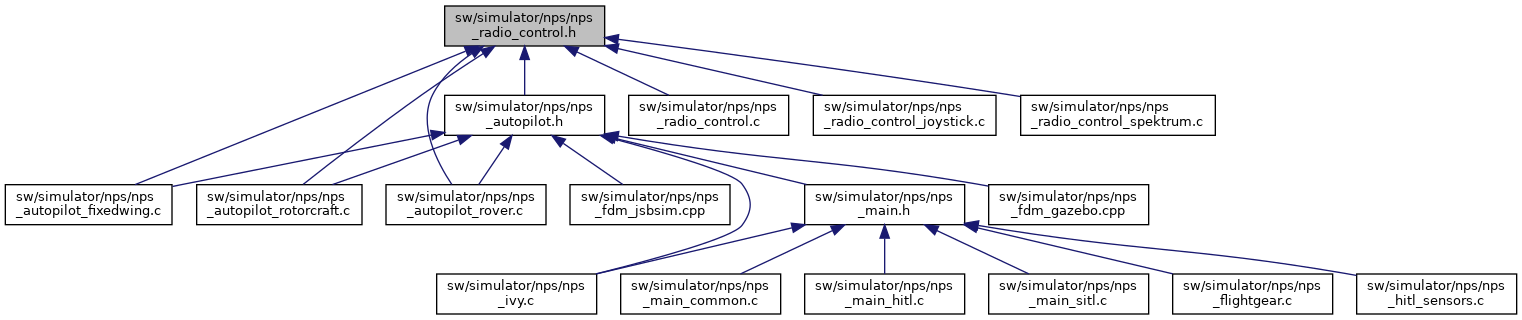 sw/simulator/nps/nps
_radio_control.h
sw/simulator/nps/nps
_autopilot.h
sw/simulator/nps/nps
_radio_control.c
sw/simulator/nps/nps
_radio_control_joystick.c
sw/simulator/nps/nps
_radio_control_spektrum.c
sw/simulator/nps/nps
_autopilot_fixedwing.c
sw/simulator/nps/nps
_autopilot_rotorcraft.c
sw/simulator/nps/nps
_autopilot_rover.c
sw/simulator/nps/nps
_fdm_jsbsim.cpp
sw/simulator/nps/nps
_main.h
sw/simulator/nps/nps
_fdm_gazebo.cpp
sw/simulator/nps/nps
_ivy.c
sw/simulator/nps/nps
_main_common.c
sw/simulator/nps/nps
_main_hitl.c
sw/simulator/nps/nps
_main_sitl.c
sw/simulator/nps/nps
_flightgear.c
sw/simulator/nps/nps
_hitl_sensors.c